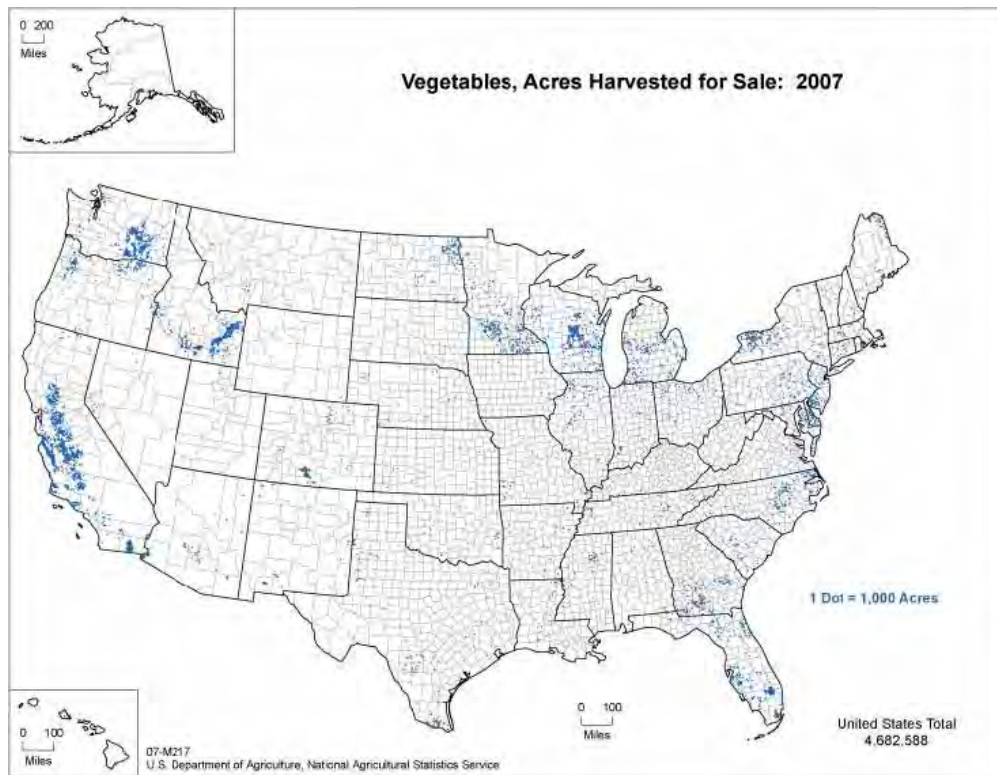 0 200
Miles
Vegetables, Acres Harvested for Sale: 2007
1 Dot = 1,000 Acres
0 100
Miles
0 100
Miles
United States Total
4,682,588
07-M217
U.S. Department of Agriculture, National Agricultural Statistics Service